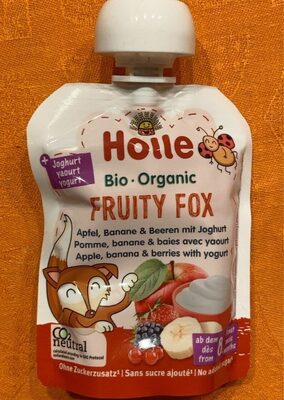 + Joghurt
yaourt
yogurt
Holle
Bio • Organic
FRUITY FOX
Apfel, Banane & Beeren mit Joghurt
Pomme, banane & baies avec yaourt
Apple, banana & berries with yogurt
CO2
neutral
ab dem
dès
from
Ohne Zuckerzusatz¹ | Sans sucre ajouté¹ | No added